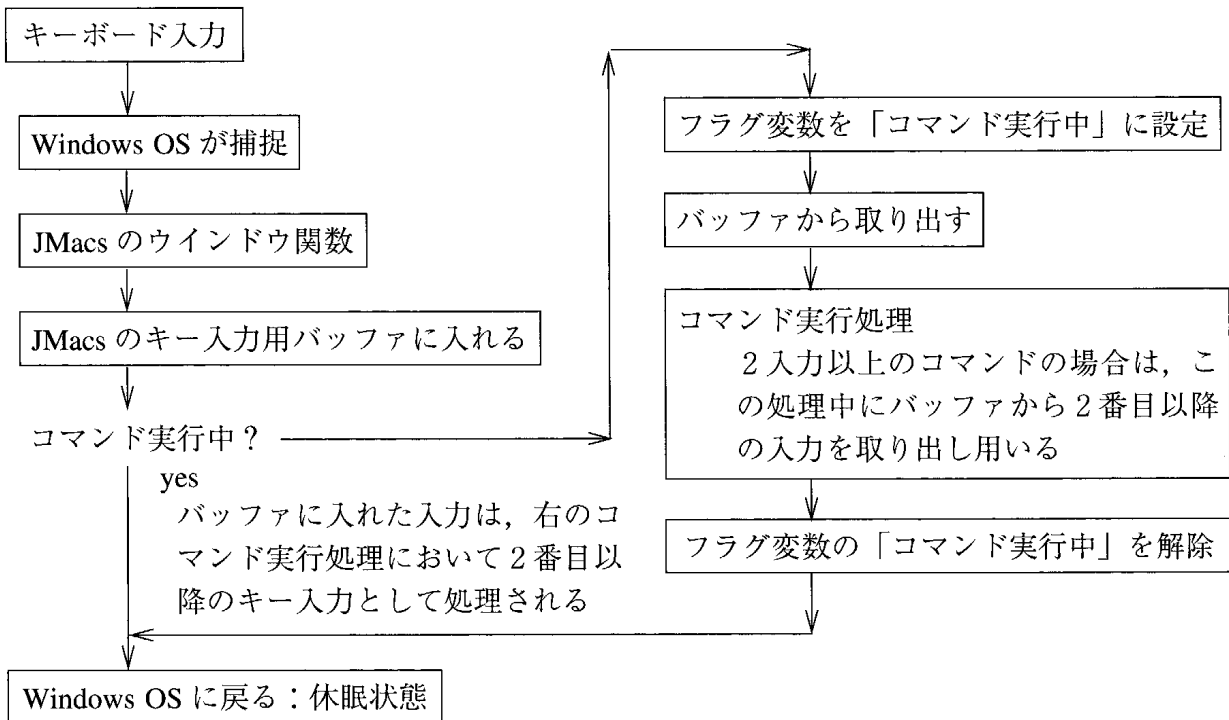 キーボード入力
Windows OS が捕捉
JMacs のウインドウ関数
JMacs のキー入力用バッファに入れる
コマンド実行中？
yes
バッファに入れた入力は，右のコ
マンド実行処理において２番目以
降のキー入力として処理される
フラグ変数を「コマンド実行中」に設定
バッファから取り出す
コマンド実行処理
２入力以上のコマンドの場合は，こ
の処理中にバッファから２番目以降
の入力を取り出し用いる
フラグ変数の「コマンド実行中」を解除
Windows OS に戻る：休眠状態